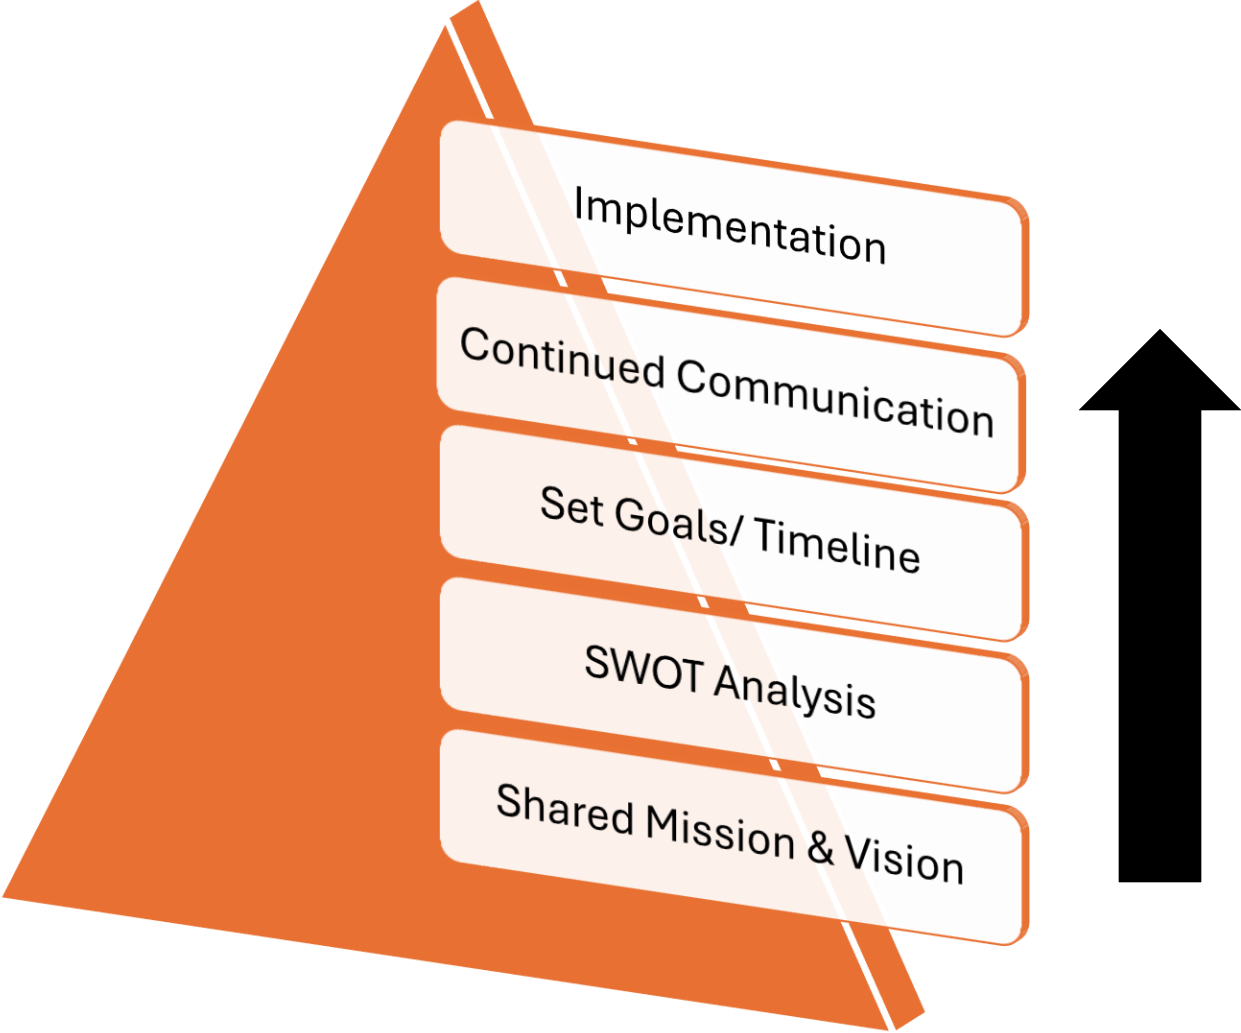 Implementation
Continued Communication
Set Goals/ Timeline
SWOT Analysis
Shared Mission & Vision